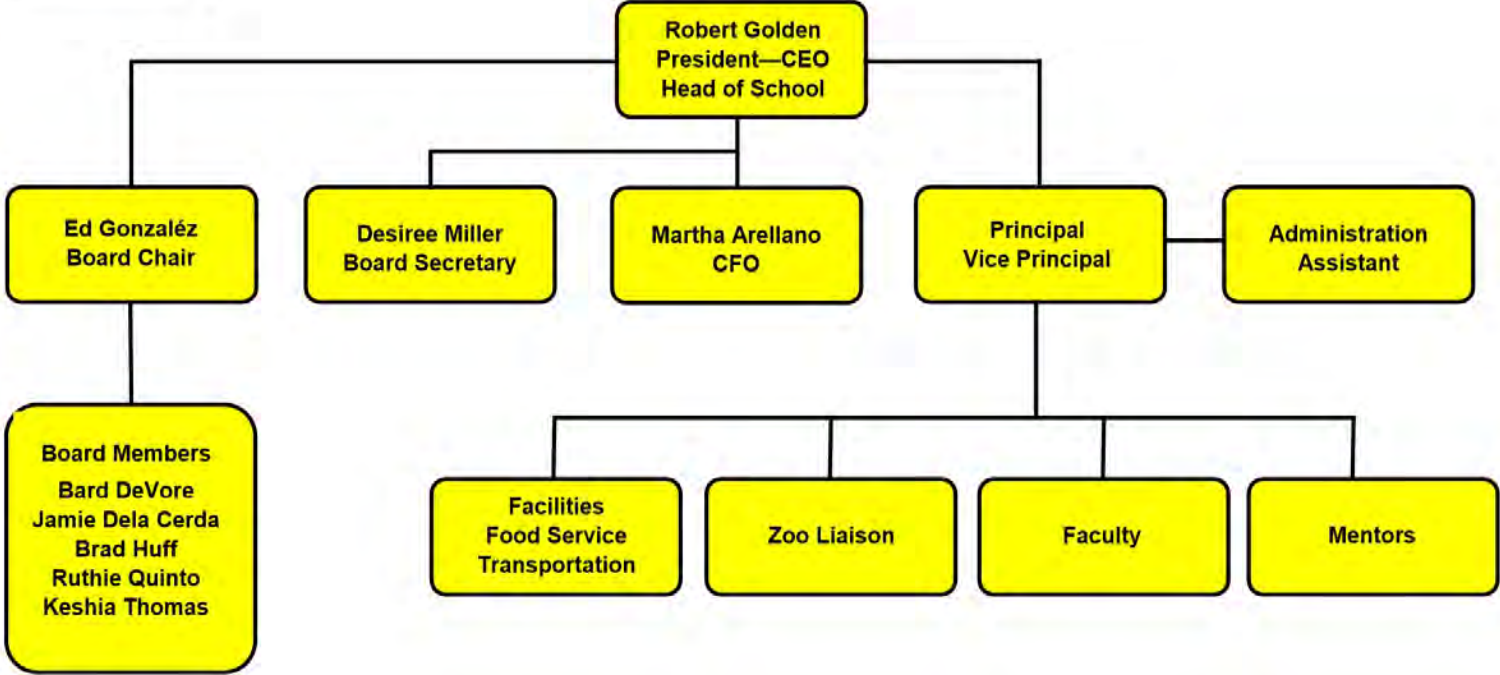 Robert Golden
President—CEO
Head of School
Ed Gonzaléz
Board Chair
Desiree Miller
Board Secretary
Martha Arellano
CFO
Principal
Vice Principal
Administration
Assistant
Board Members
Bard DeVore
Jamie Dela Cerda
Brad Huff
Ruthie Quinto
Keshia Thomas
Facilities
Food Service
Transportation
Zoo Liaison
Faculty
Mentors